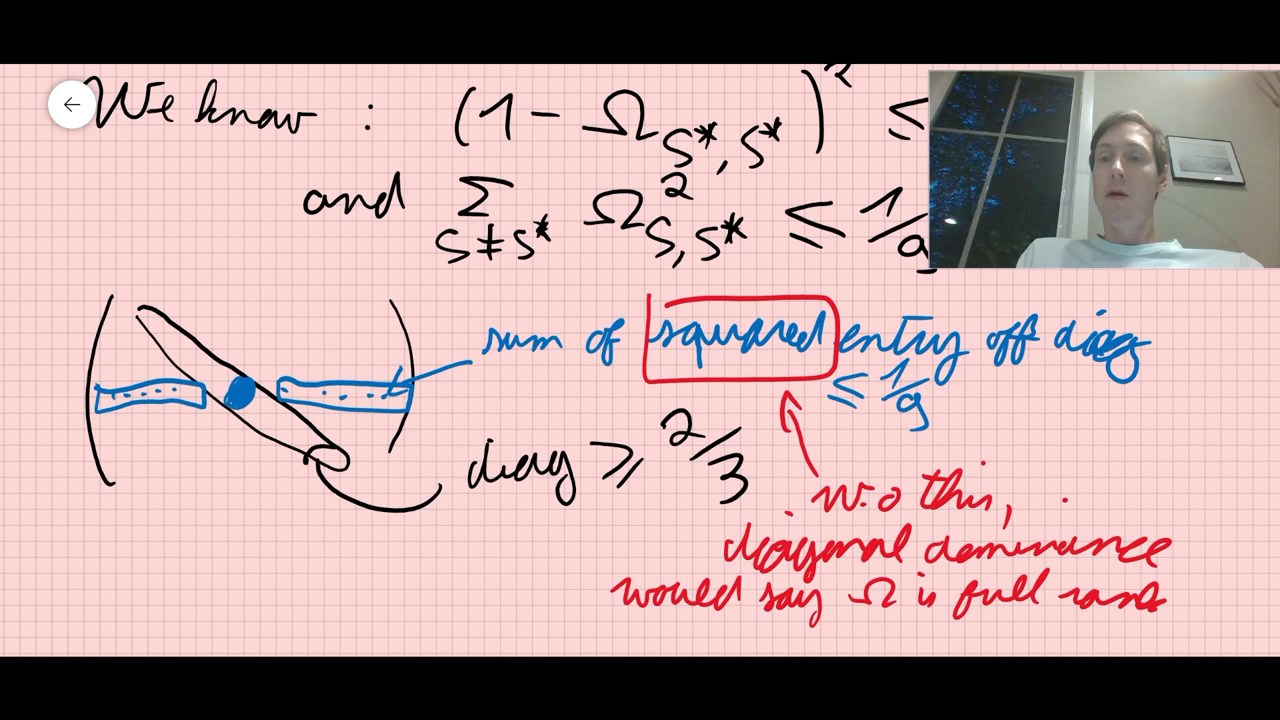 We know : (1 - Ω_{S*,S*})² ≤
and Σ_{S≠S*} Ω²_{S,S*} ≤ 1/9
sum of squared entry off diag
≤ 1/9
diag ≥ 2/3
w.o this,
diagonal dominance
would say Ω is full rank